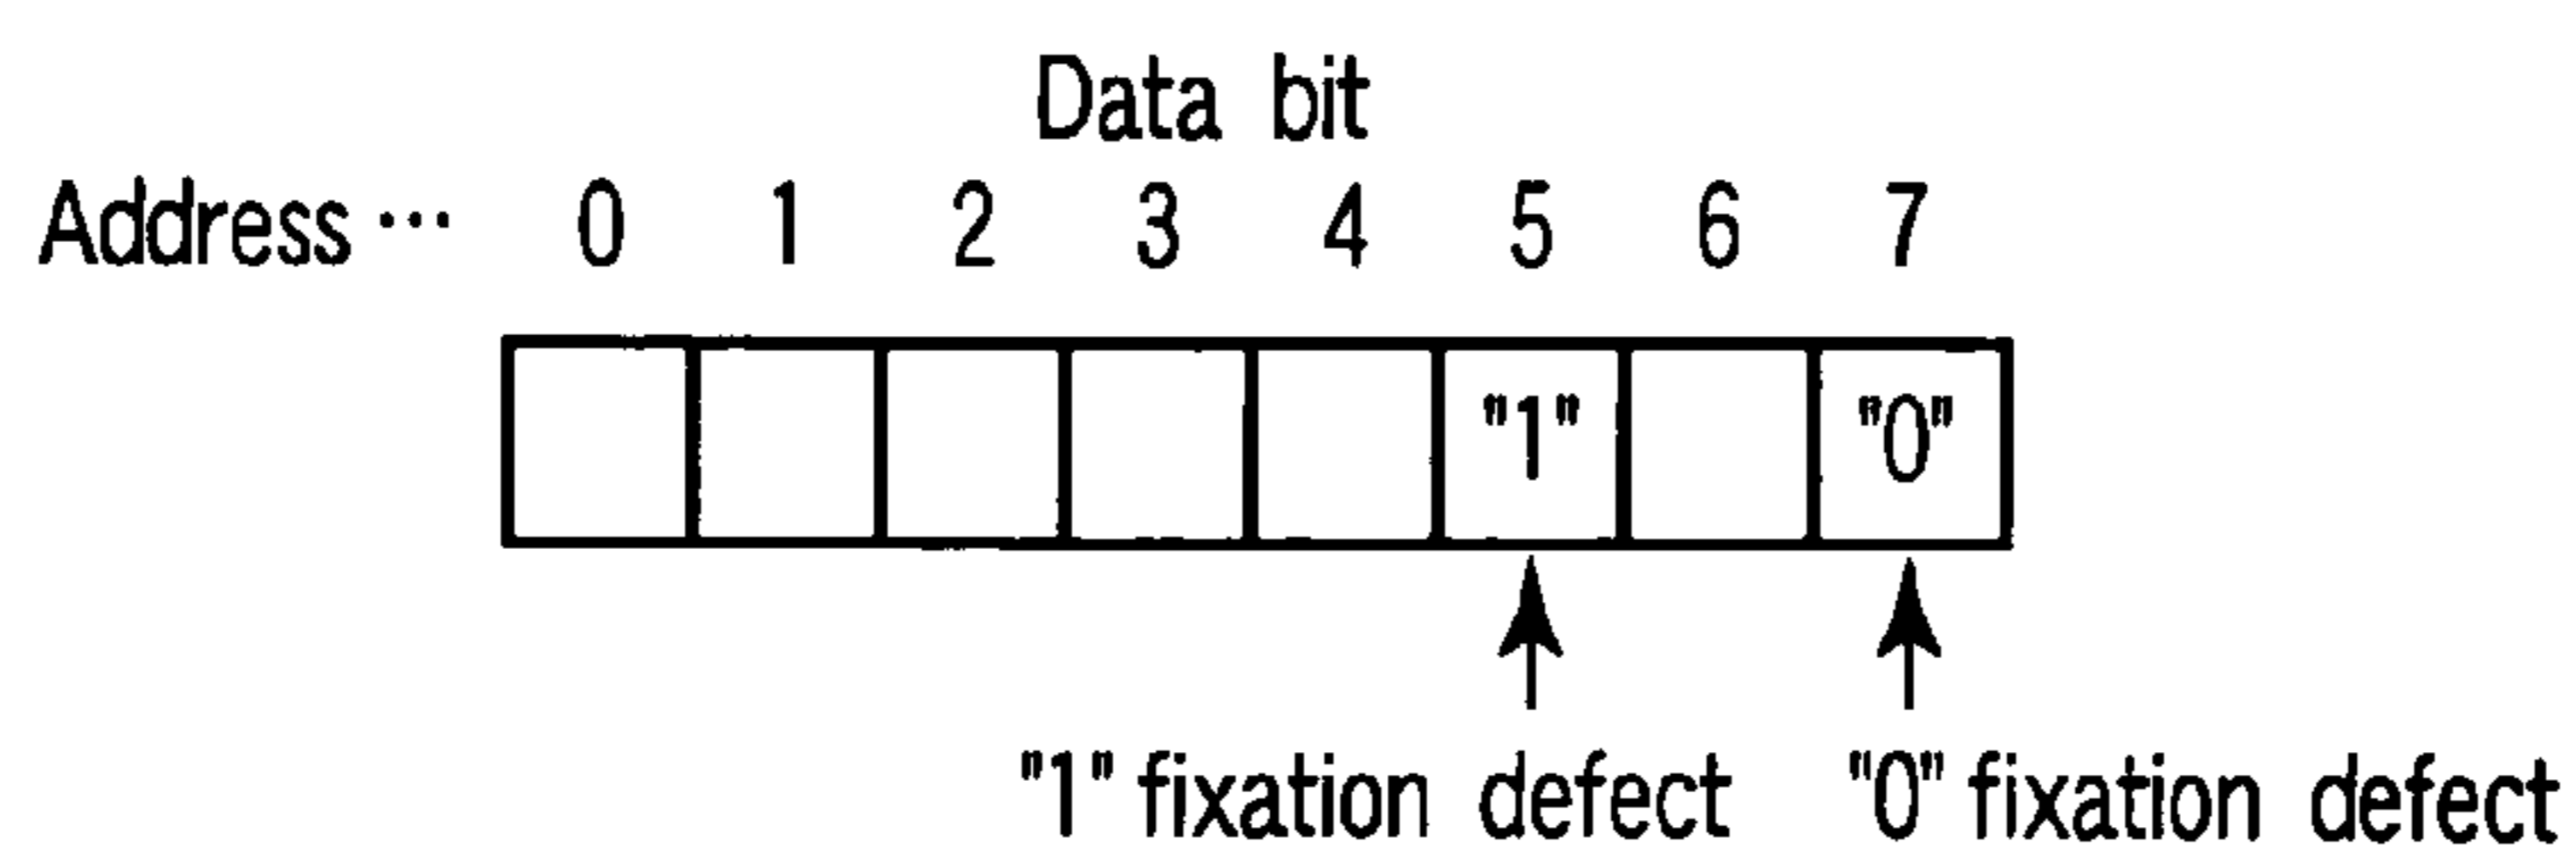 Data bit
Address ··· 0 1 2 3 4 5 6 7
"1" "0"
"1" fixation defect "0" fixation defect